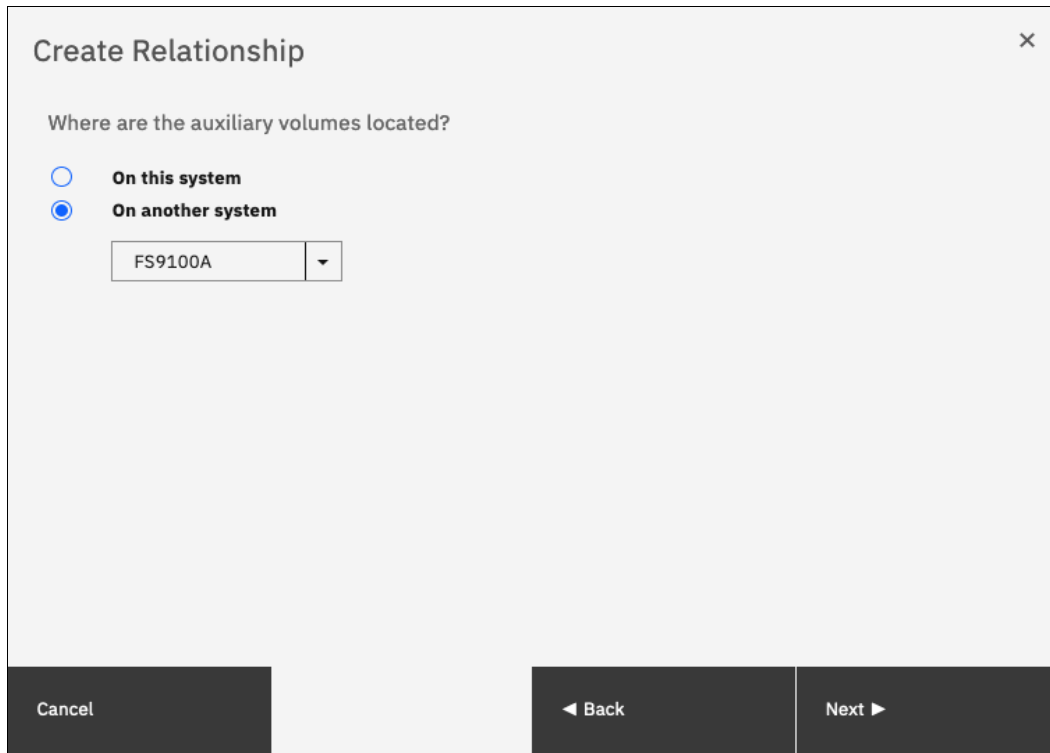 Create Relationship
Where are the auxiliary volumes located?
On this system
On another system
FS9100A
Cancel
Back
Next